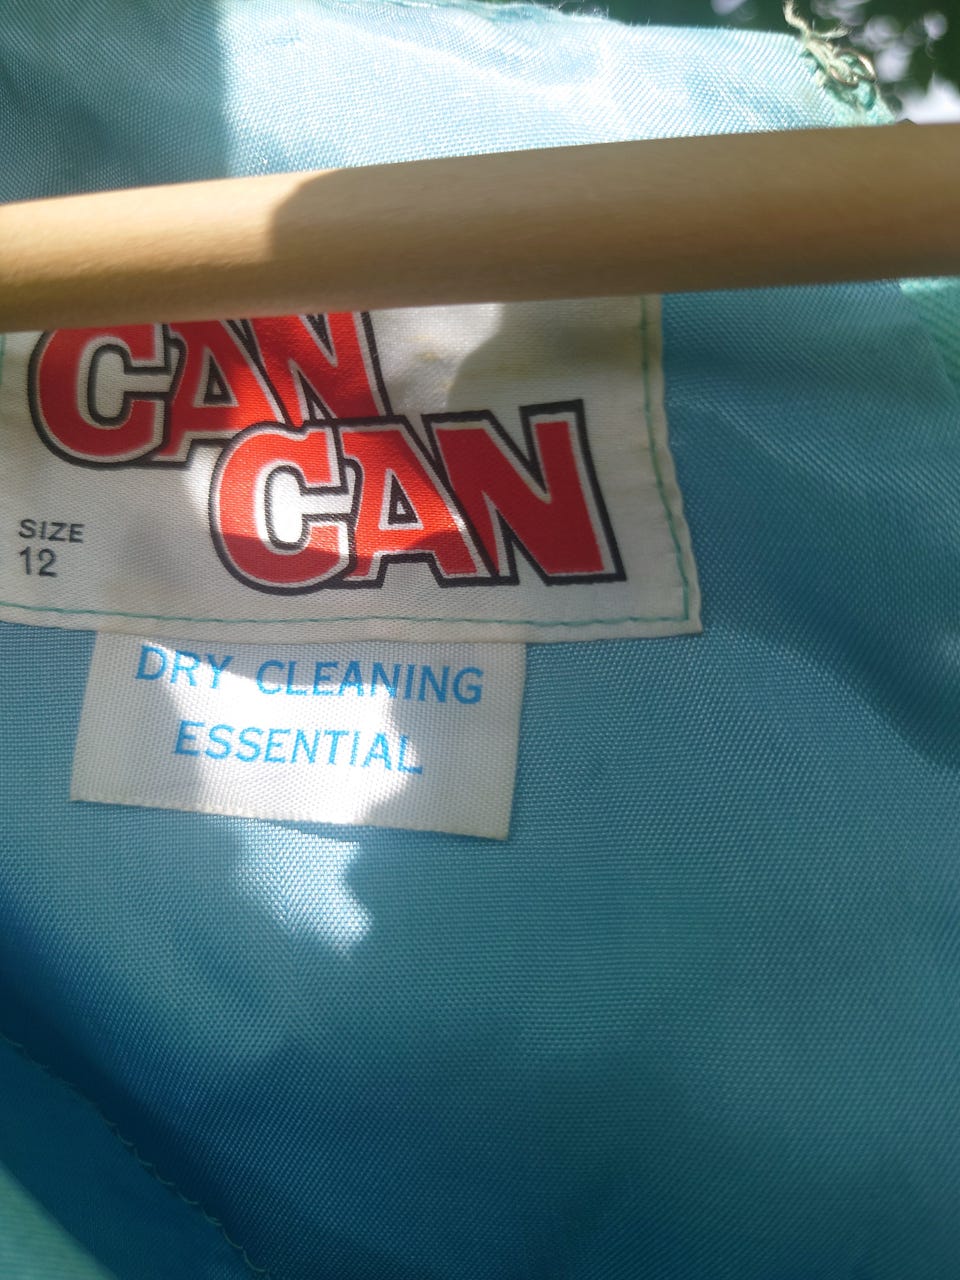 CAN
CAN
SIZE
12
DRY CLEANING
ESSENTIAL